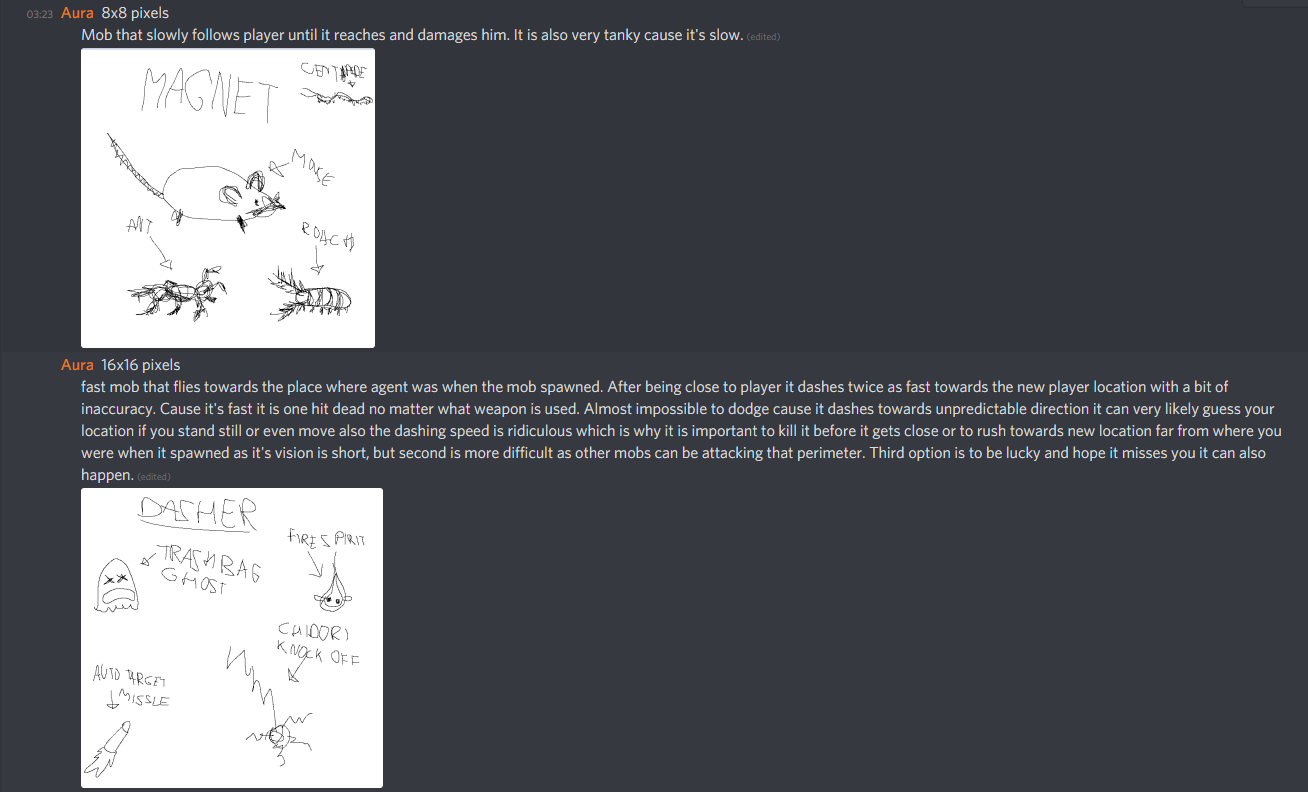 03:23 Aura 8x8 pixels
Mob that slowly follows player until it reaches and damages him. It is also very tanky cause it's slow. (edited)
MAGNET
MOUSE
ANT
ROACH
Aura 16x16 pixels
fast mob that flies towards the place where agent was when the mob spawned. After being close to player it dashes twice as fast towards the new player location with a bit of
inaccuracy. Cause it's fast it is one hit dead no matter what weapon is used. Almost impossible to dodge cause it dashes towards unpredictable direction it can very likely guess your
location if you stand still or even move also the dashing speed is ridiculous which is why it is important to kill it before it gets close or to rush towards new location far from where you
were when it spawned as it's vision is short, but second is more difficult as other mobs can be attacking that perimeter. Third option is to be lucky and hope it misses you it can also
happen. (edited)
DASHER
FIRE SPIRIT
TRASHBAG
GHOST
CHIDORI
KNOCK OFF
AUTO TARGET
MISSLE